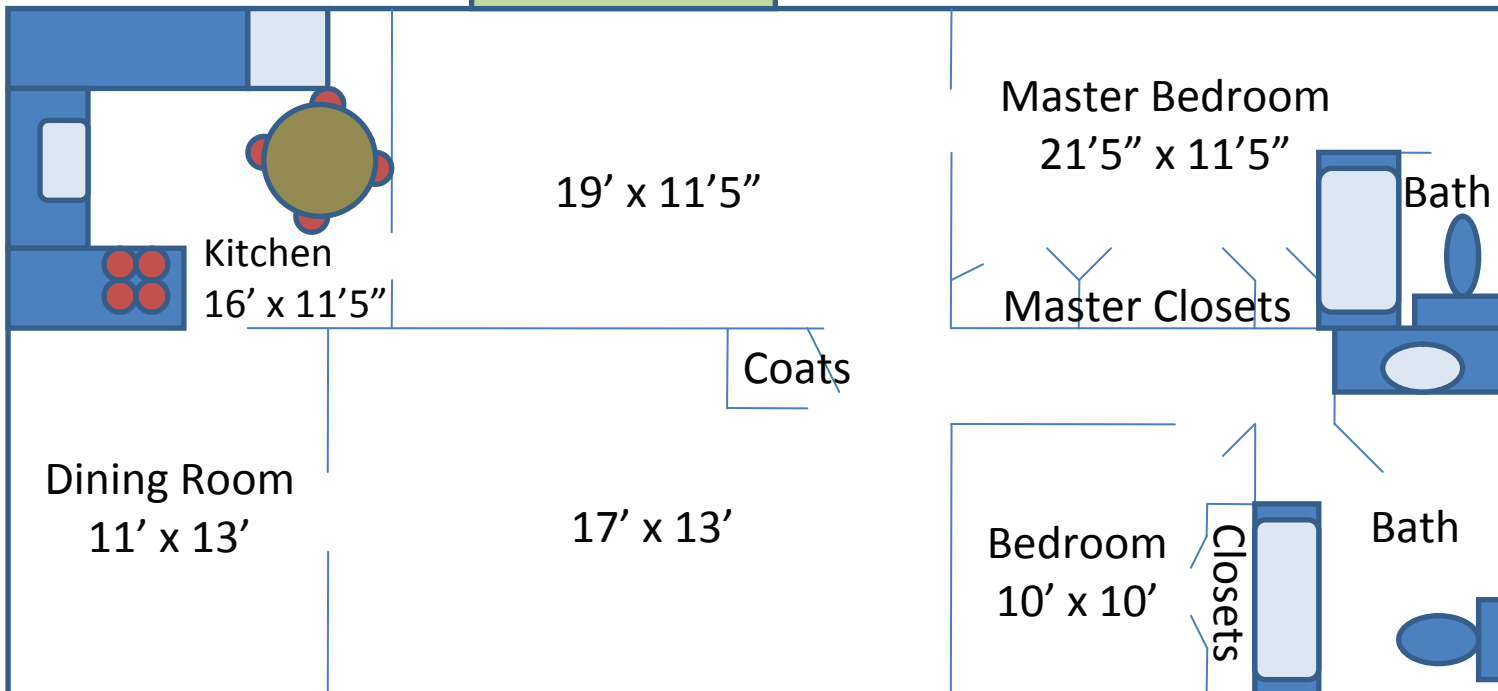 Master Bedroom
21’5” x 11’5”
19’ x 11’5”
Bath
Kitchen
16’ x 11’5”
Master Closets
Coats
Dining Room
11’ x 13’
17’ x 13’
Bedroom
10’ x 10’
Closets
Bath